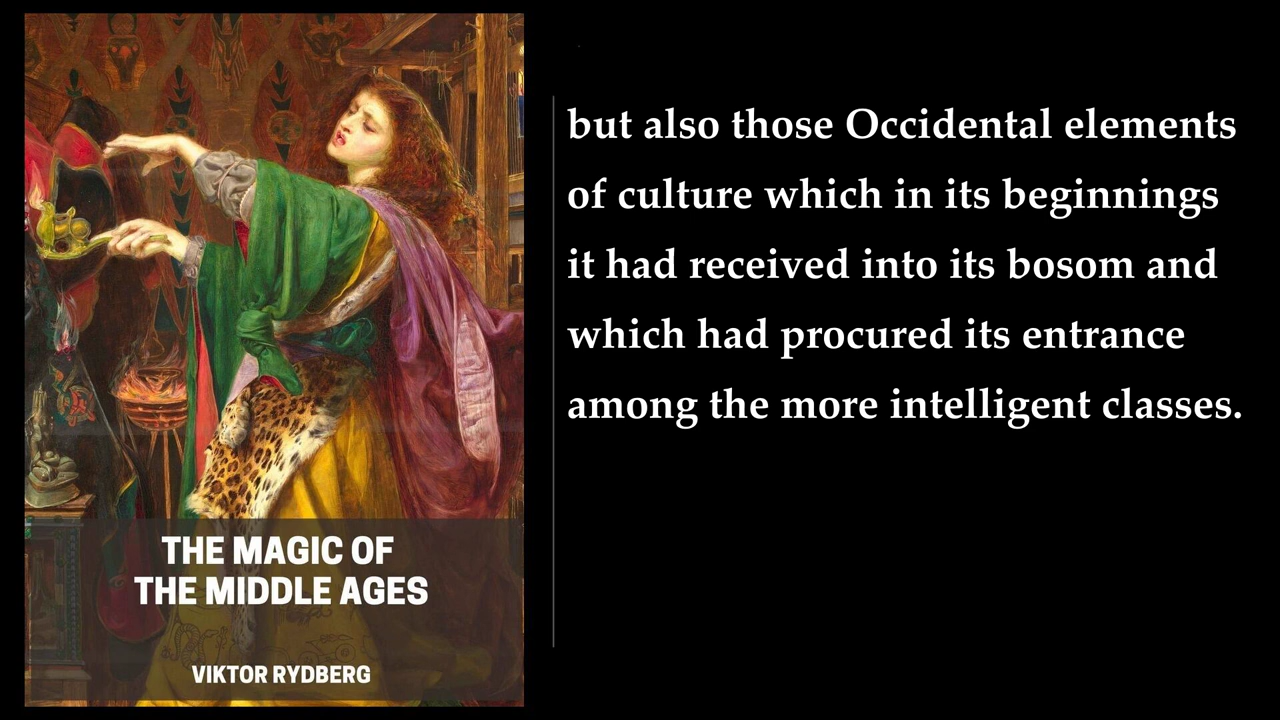 but also those Occidental elements
of culture which in its beginnings
it had received into its bosom and
which had procured its entrance
among the more intelligent classes.
THE MAGIC OF
THE MIDDLE AGES
VIKTOR RYDBERG